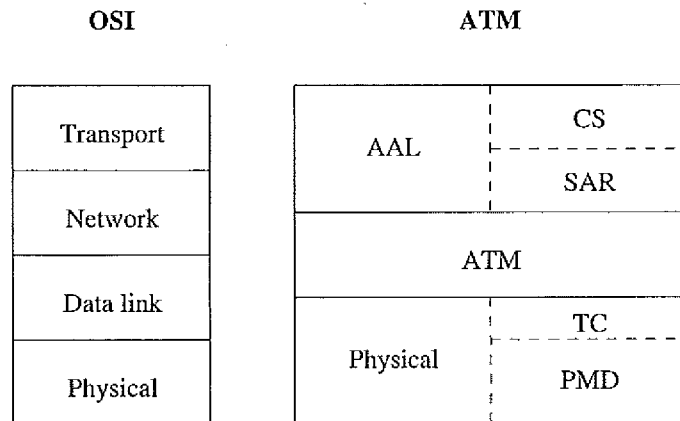 OSI
ATM
Transport
Network
Data link
Physical
AAL
CS
SAR
ATM
Physical
TC
PMD